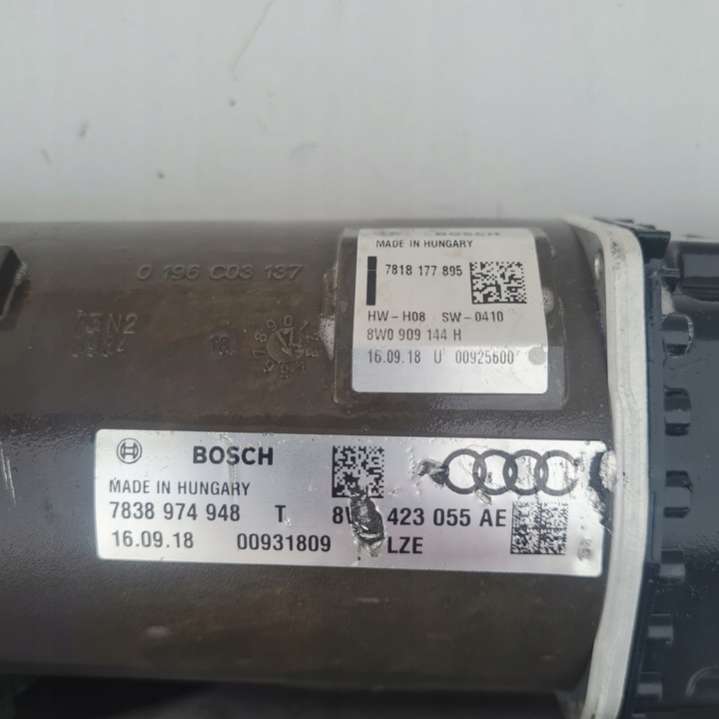 BOSCH
MADE IN HUNGARY
7818 177 895
HW-H08 SW-0410
8W0 909 144 H
16.09.18 U 00925600
0 196 C03 137
BOSCH
MADE IN HUNGARY
7838 974 948 T 423 055 AE
16.09.18 00931809 LZE